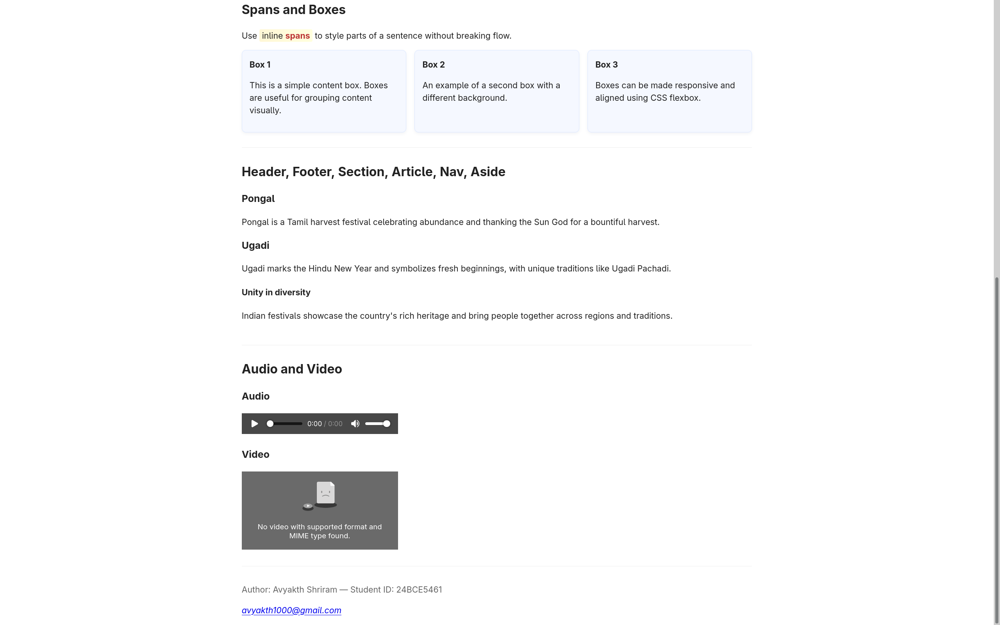 Spans and Boxes
Use inline spans to style parts of a sentence without breaking flow.
Box 1
This is a simple content box. Boxes
are useful for grouping content
visually.
Box 2
An example of a second box with a
different background.
Box 3
Boxes can be made responsive and
aligned using CSS flexbox.
Header, Footer, Section, Article, Nav, Aside
Pongal
Pongal is a Tamil harvest festival celebrating abundance and thanking the Sun God for a bountiful harvest.
Ugadi
Ugadi marks the Hindu New Year and symbolizes fresh beginnings, with unique traditions like Ugadi Pachadi.
Unity in diversity
Indian festivals showcase the country's rich heritage and bring people together across regions and traditions.
Audio and Video
Audio
0:00 / 0:00
Video
No video with supported format and
MIME type found.
Author: Avyakth Shriram — Student ID: 24BCE5461
avyakth1000@gmail.com